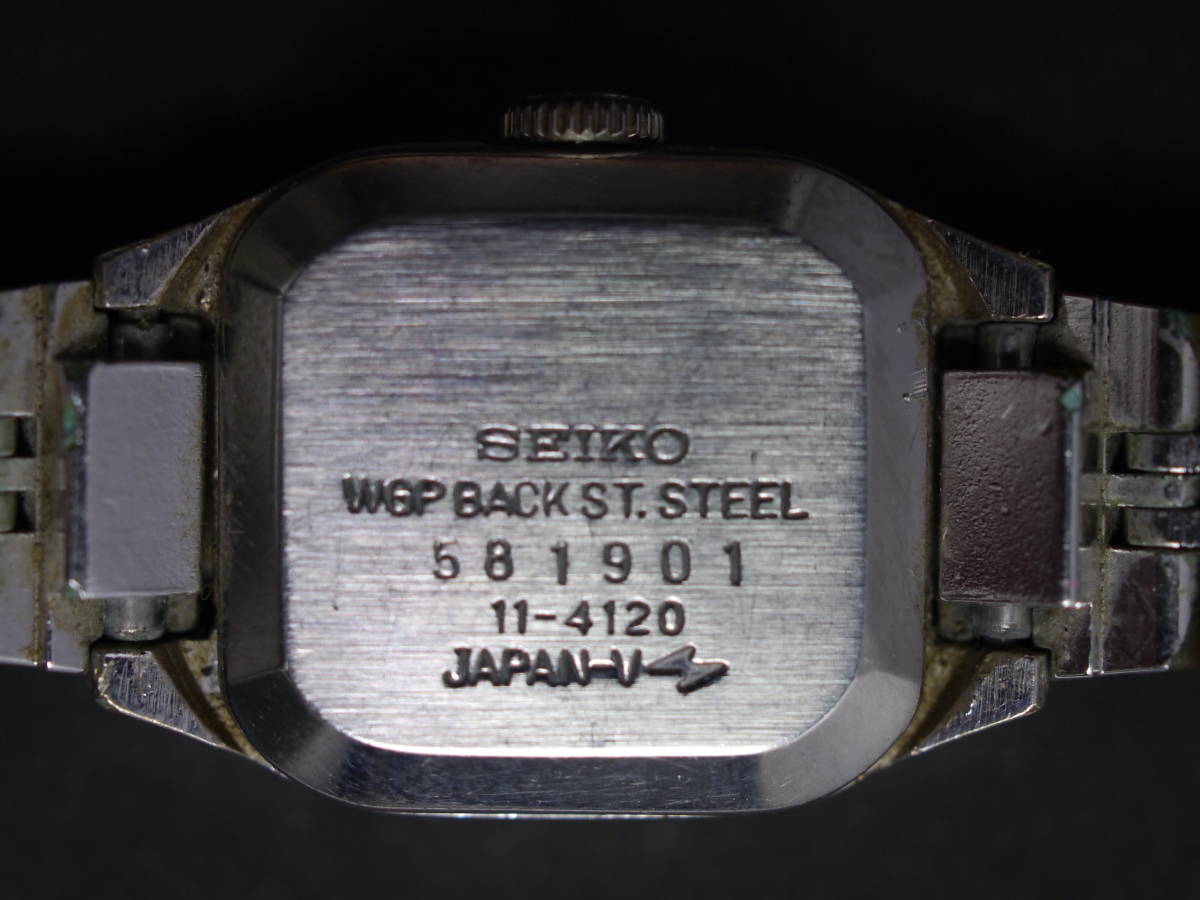 SEIKO
WGP BACK ST. STEEL
581901
11-4120
JAPAN-V